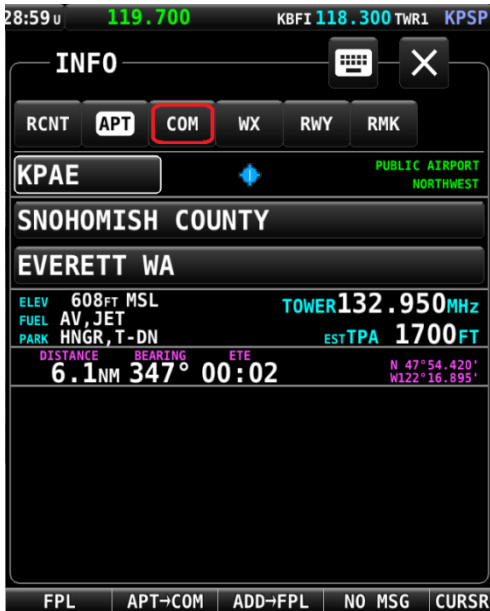 28:59U 119.700 KBFI 118.300 TWR1 KPSP
INFO
RCNT APT COM WX RWY RMK
KPAE PUBLIC AIRPORT
NORTHWEST
SNOHOMISH COUNTY
EVERETT WA
ELEV 608FT MSL TOWER 132.950MHz
FUEL AV,JET
PARK HNGR,T-DN ESTTPA 1700FT
DISTANCE BEARING ETE
6.1NM 347° 00:02 N 47°54.420'
W122°16.895'
FPL APT→COM ADD→FPL NO MSG CURSR